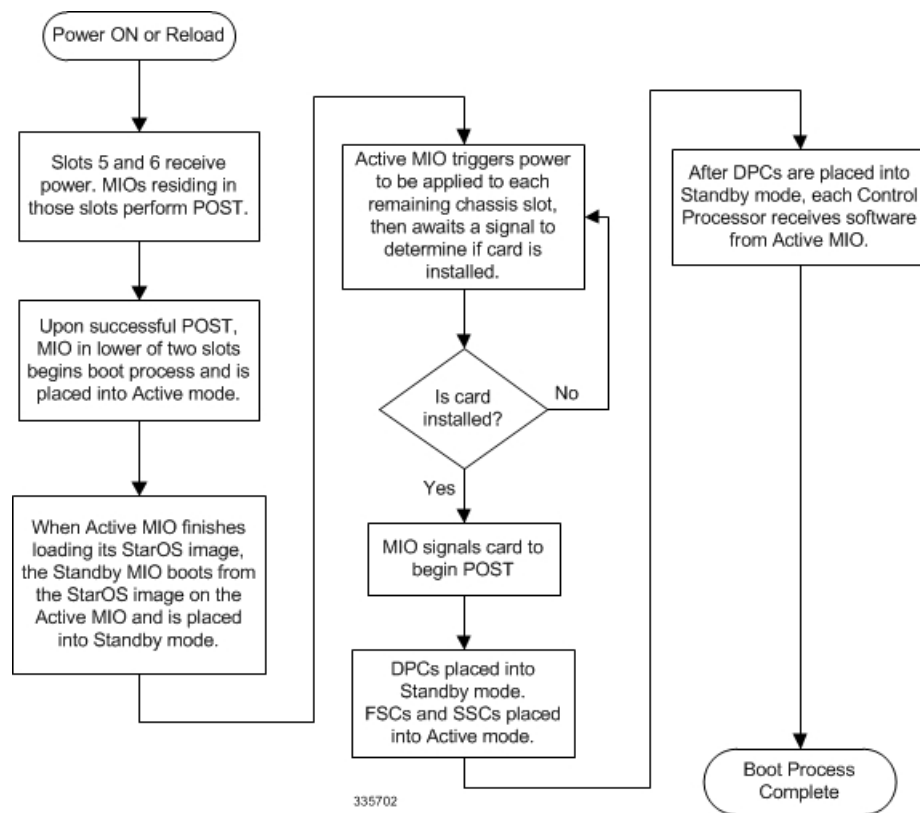 Power ON or Reload
Slots 5 and 6 receive
power. MIOs residing in
those slots perform POST.
Upon successful POST,
MIO in lower of two slots
begins boot process and is
placed into Active mode.
When Active MIO finishes
loading its StarOS image,
the Standby MIO boots from
the StarOS image on the
Active MIO and is placed
into Standby mode.
Active MIO triggers power
to be applied to each
remaining chassis slot,
then awaits a signal to
determine if card is
installed.
Is card
installed?
No
Yes
MIO signals card to
begin POST
DPCs placed into
Standby mode.
FSCs and SSCs placed
into Active mode.
After DPCs are placed into
Standby mode, each Control
Processor receives software
from Active MIO.
Boot Process
Complete
335702